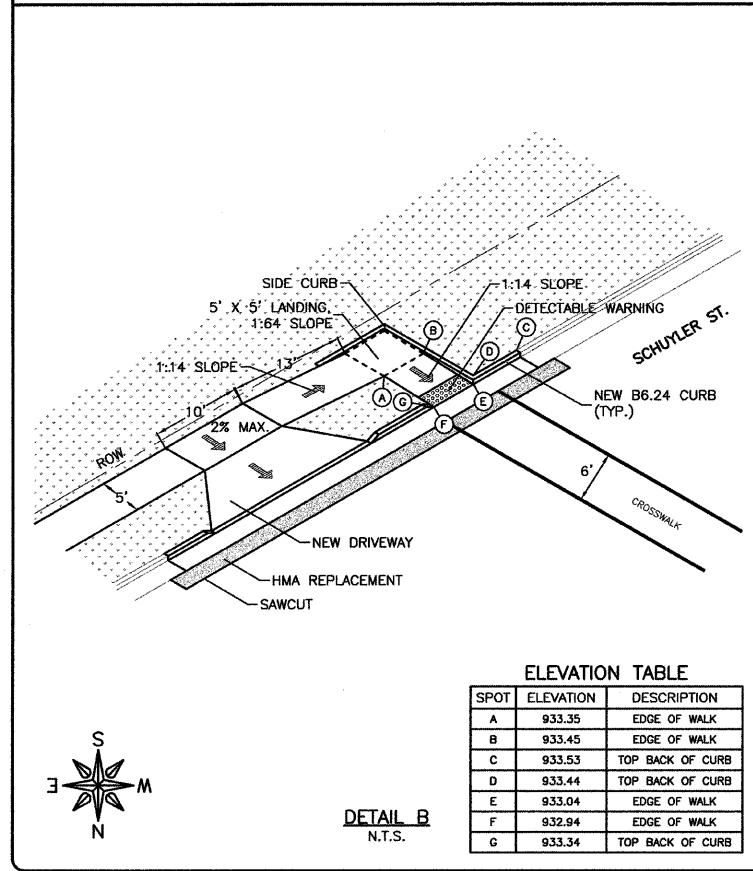 SIDE CURB
1:14 SLOPE
5' X 5' LANDING,
1:64 SLOPE
DETECTABLE WARNING
B
C
D
SCHUYLER ST.
1:14 SLOPE
13'
A
G
E
F
NEW B6.24 CURB
(TYP.)
10'
2% MAX.
ROW
5'
6'
CROSSWALK
NEW DRIVEWAY
HMA REPLACEMENT
SAWCUT
ELEVATION TABLE
SPOT ELEVATION DESCRIPTION
A 933.35 EDGE OF WALK
B 933.45 EDGE OF WALK
C 933.53 TOP BACK OF CURB
D 933.44 TOP BACK OF CURB
E 933.04 EDGE OF WALK
F 932.94 EDGE OF WALK
G 933.34 TOP BACK OF CURB
S
E W
N
DETAIL B
N.T.S.